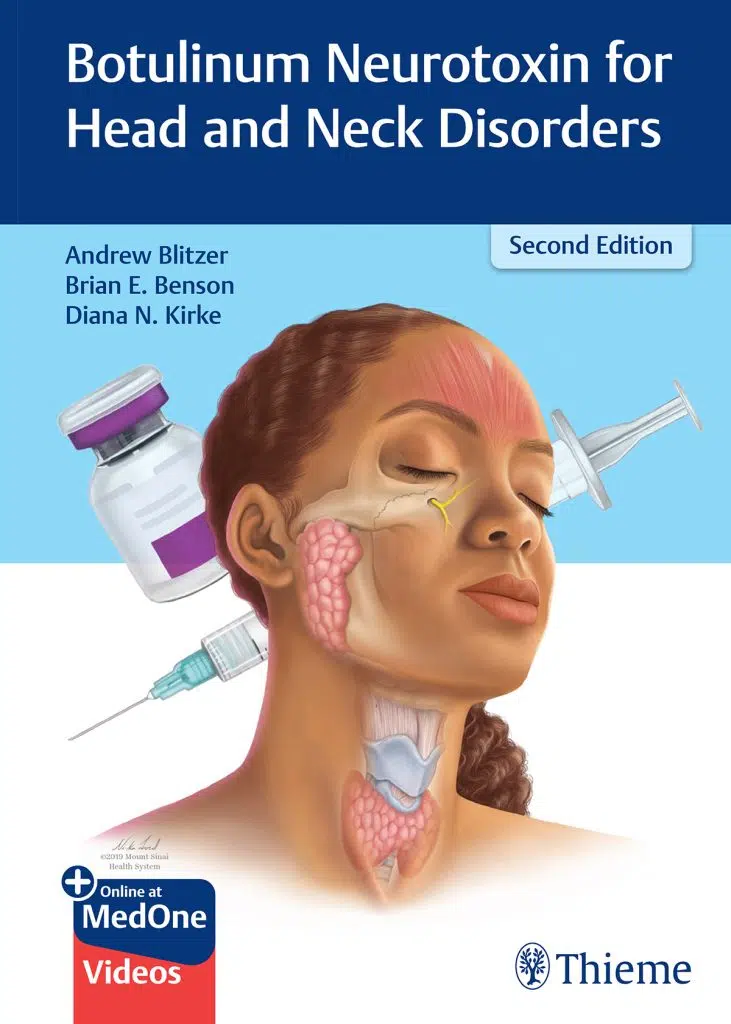 Botulinum Neurotoxin for
Head and Neck Disorders
Second Edition
Andrew Blitzer
Brian E. Benson
Diana N. Kirke
©2019 Mount Sinai
Health System
Online at
MedOne
Videos
Thieme